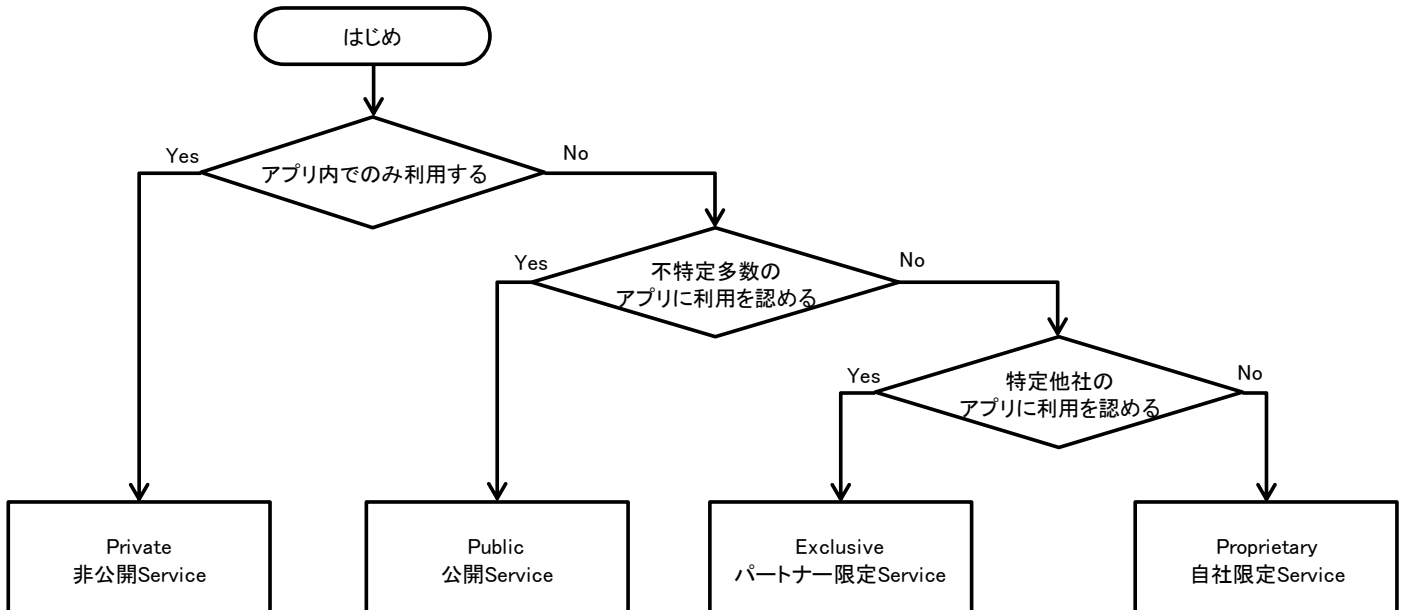 はじめ
アプリ内でのみ利用する
Yes
No
不特定多数の
アプリに利用を認める
Yes
No
特定他社の
アプリに利用を認める
Yes
No
Private
非公開Service
Public
公開Service
Exclusive
パートナー限定Service
Proprietary
自社限定Service